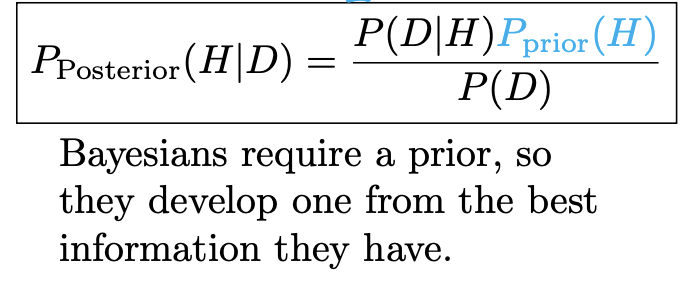 P_Posterior(H|D) = P(D|H)P_prior(H) / P(D)
Bayesians require a prior, so
they develop one from the best
information they have.